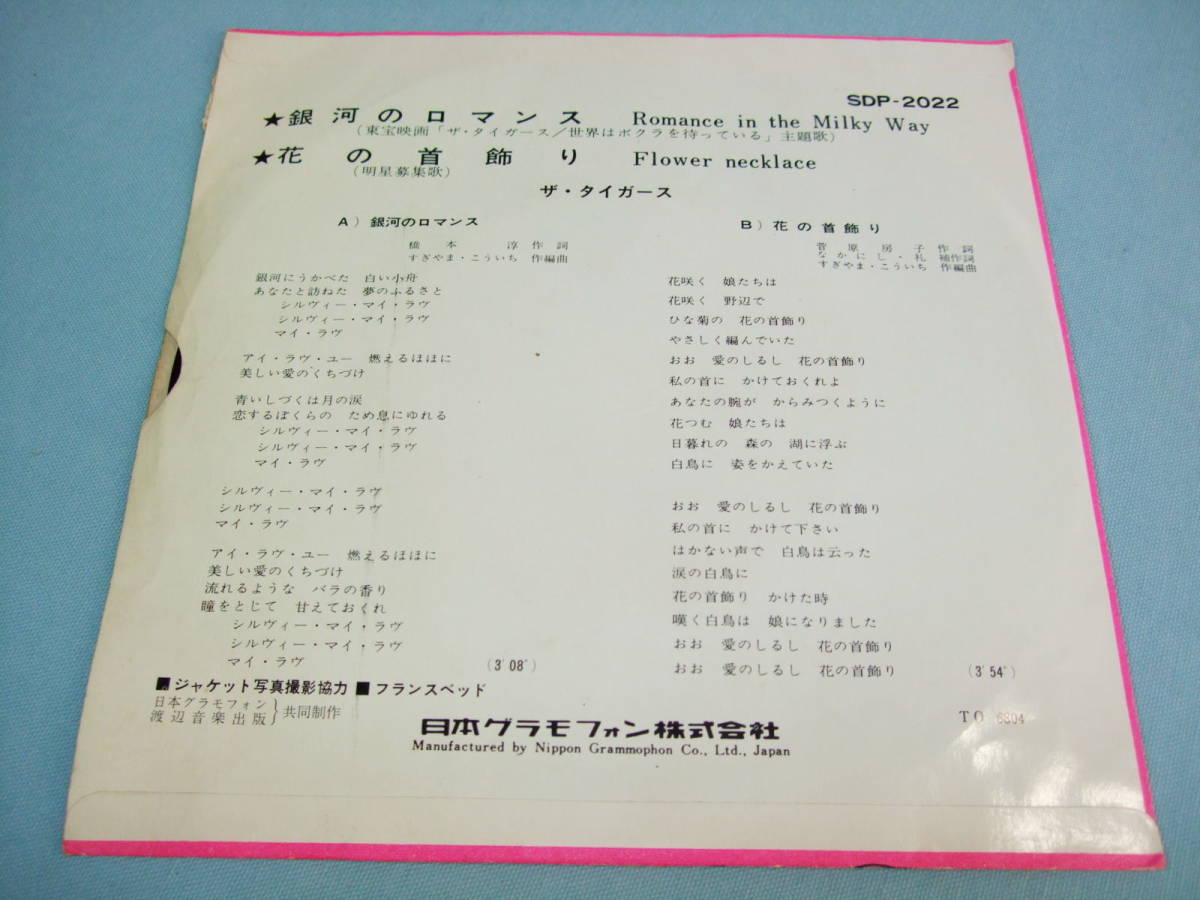 SDP-2022
★銀河のロマンス Romance in the Milky Way
(東宝映画「ザ・タイガース/世界はボクラを待っている」主題歌)
★花の首飾り Flower necklace
(明星募集歌)
ザ・タイガース
A) 銀河のロマンス
橋本淳作詞
すぎやま・こういち 作編曲
銀河にうかべた 白い小舟
あなたと訪ねた 夢のふるさと
シルヴィー・マイ・ラヴ
シルヴィー・マイ・ラヴ
マイ・ラヴ
アイ・ラヴ・ユー 燃えるほほに
美しい愛のくちづけ
青いしづくは月の涙
恋するぼくらの ため息にゆれる
シルヴィー・マイ・ラヴ
シルヴィー・マイ・ラヴ
マイ・ラヴ
シルヴィー・マイ・ラヴ
シルヴィー・マイ・ラヴ
マイ・ラヴ
アイ・ラヴ・ユー 燃えるほほに
美しい愛のくちづけ
流れるような バラの香り
瞳をとじて 甘えておくれ
シルヴィー・マイ・ラヴ
シルヴィー・マイ・ラヴ
マイ・ラヴ
(3'08")
B) 花の首飾り
菅原房子作詞
なかにし・札 補作詞
すぎやま・こういち 作編曲
花咲く 娘たちは
花咲く 野辺で
ひな菊の 花の首飾り
やさしく編んでいた
おお 愛のしるし 花の首飾り
私の首に かけておくれよ
あなたの腕が からみつくように
花つむ 娘たちは
日暮れの 森の 湖に浮ぶ
白鳥に 姿をかえていた
おお 愛のしるし 花の首飾り
私の首に かけて下さい
はかない声で 白鳥は云った
涙の白鳥に
花の首飾り かけた時
嘆く白鳥は 娘になりました
おお 愛のしるし 花の首飾り
おお 愛のしるし 花の首飾り
(3'54")
■ジャケット写真撮影協力 ■フランスベッド
日本グラモフォン
渡辺音楽出版}共同制作
日本グラモフォン株式会社
Manufactured by Nippon Grammophon Co., Ltd., Japan
TO 6804